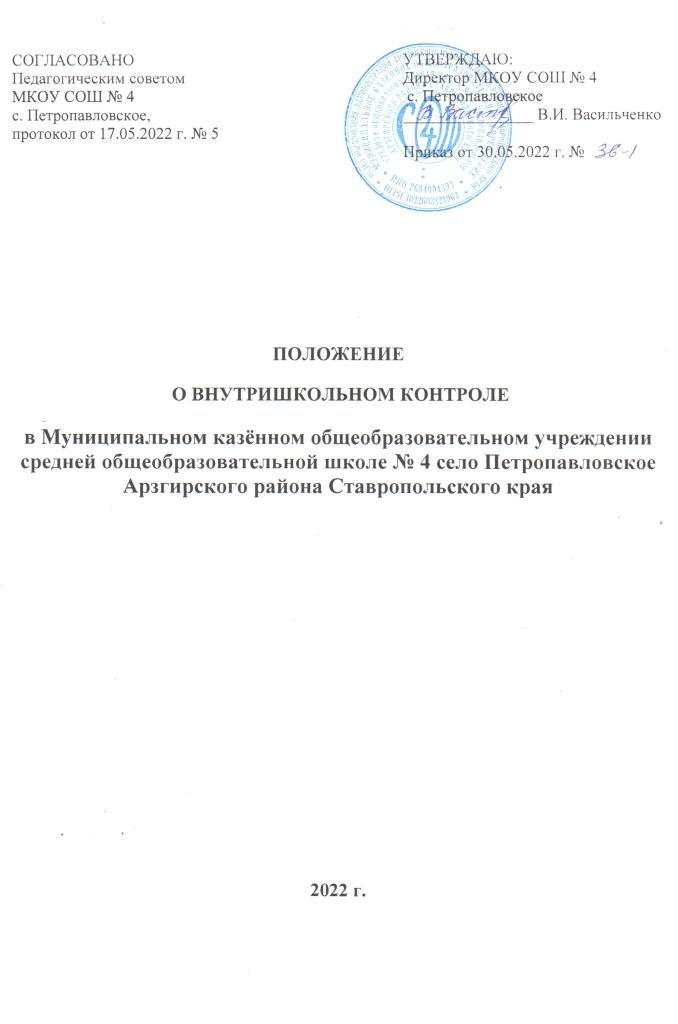 СОГЛАСОВАНО
Педагогическим советом
МКОУ СОШ № 4
с. Петропавловское,
протокол от 17.05.2022 г. № 5
УТВЕРЖДАЮ:
Директор МКОУ СОШ № 4
с. Петропавловское
В.И. Васильченко
Приказ от 30.05.2022 г. №
ПОЛОЖЕНИЕ
О ВНУТРИШКОЛЬНОМ КОНТРОЛЕ
в Муниципальном казённом общеобразовательном учреждении
средней общеобразовательной школе № 4 село Петропавловское
Арзгирского района Ставропольского края
2022 г.